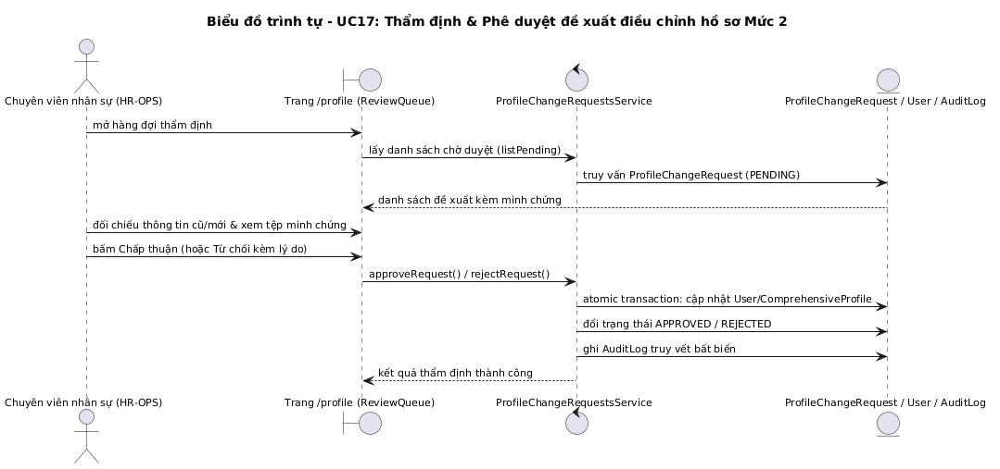 Biểu đồ trình tự - UC17: Thẩm định & Phê duyệt đề xuất điều chỉnh hồ sơ Mức 2
Chuyên viên nhân sự (HR-OPS)
Trang /profile (ReviewQueue)
ProfileChangeRequestsService
ProfileChangeRequest / User / AuditLog
mở hàng đợi thẩm định
lấy danh sách chờ duyệt (listPending)
truy vấn ProfileChangeRequest (PENDING)
danh sách đề xuất kèm minh chứng
đối chiếu thông tin cũ/mới & xem tệp minh chứng
bấm Chấp thuận (hoặc Từ chối kèm lý do)
approveRequest() / rejectRequest()
atomic transaction: cập nhật User/ComprehensiveProfile
đổi trạng thái APPROVED / REJECTED
ghi AuditLog truy vết bất biến
kết quả thẩm định thành công
Chuyên viên nhân sự (HR-OPS)
Trang /profile (ReviewQueue)
ProfileChangeRequestsService
ProfileChangeRequest / User / AuditLog